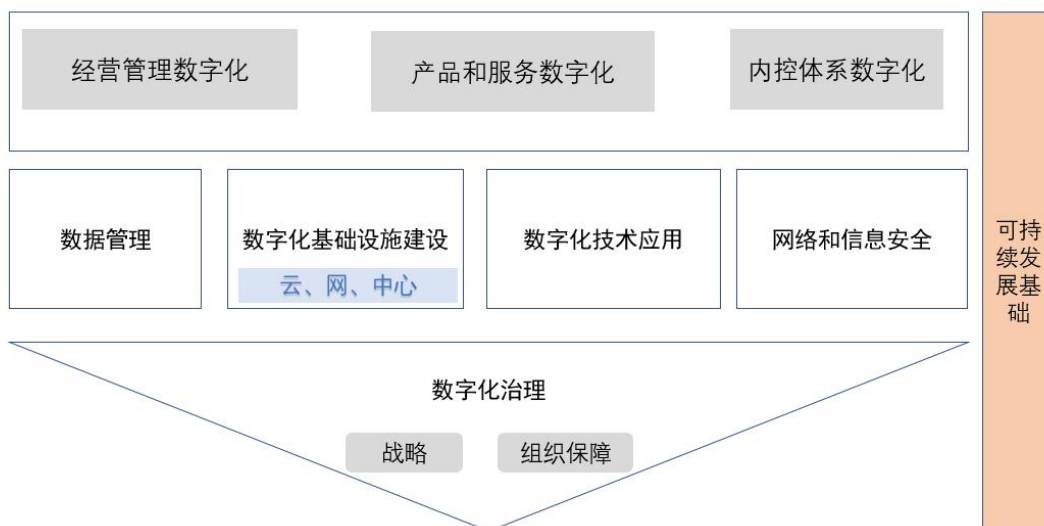 经营管理数字化
产品和服务数字化
内控体系数字化
数据管理
数字化基础设施建设
云、网、中心
数字化技术应用
网络和信息安全
数字化治理
战略
组织保障
可持
续发
展基
础